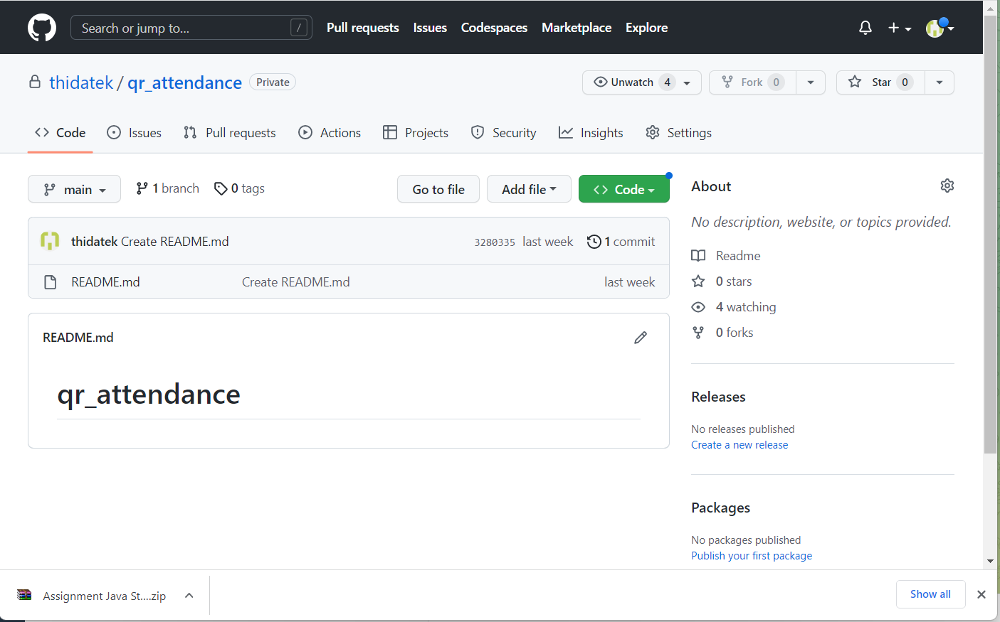 Search or jump to... /
Pull requests Issues Codespaces Marketplace Explore
thidatek / qr_attendance Private
Unwatch 4 Fork 0 Star 0
Code Issues Pull requests Actions Projects Security Insights Settings
main 1 branch 0 tags Go to file Add file Code
thidatek Create README.md 3280335 last week 1 commit
README.md Create README.md last week
README.md
qr_attendance
About
No description, website, or topics provided.
Readme
0 stars
4 watching
0 forks
Releases
No releases published
Create a new release
Packages
No packages published
Publish your first package
Assignment Java St....zip Show all